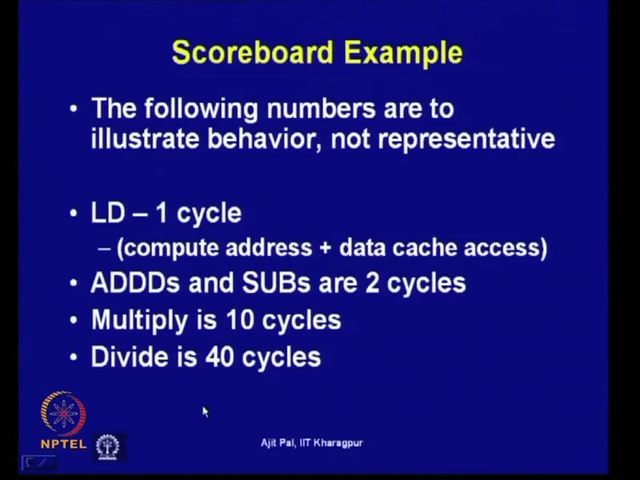 Scoreboard Example
• The following numbers are to
illustrate behavior, not representative
• LD – 1 cycle
– (compute address + data cache access)
• ADDDs and SUBs are 2 cycles
• Multiply is 10 cycles
• Divide is 40 cycles
NPTEL
Ajit Pal, IIT Kharagpur